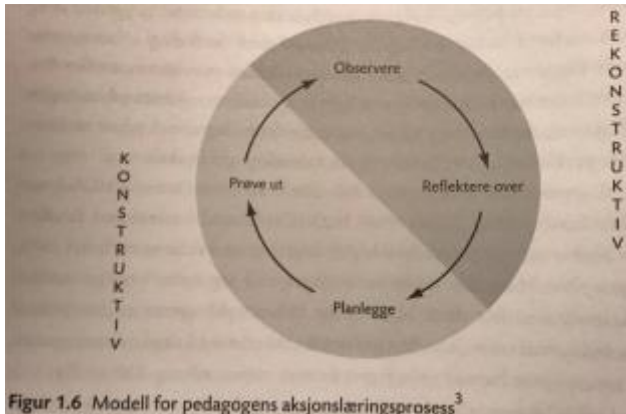 Observere
REKONSTRUKTIV
KONSTRUKTIV
Prøve ut
Reflektere over
Planlegge
Figur 1.6 Modell for pedagogens aksjonslæringsprosess³